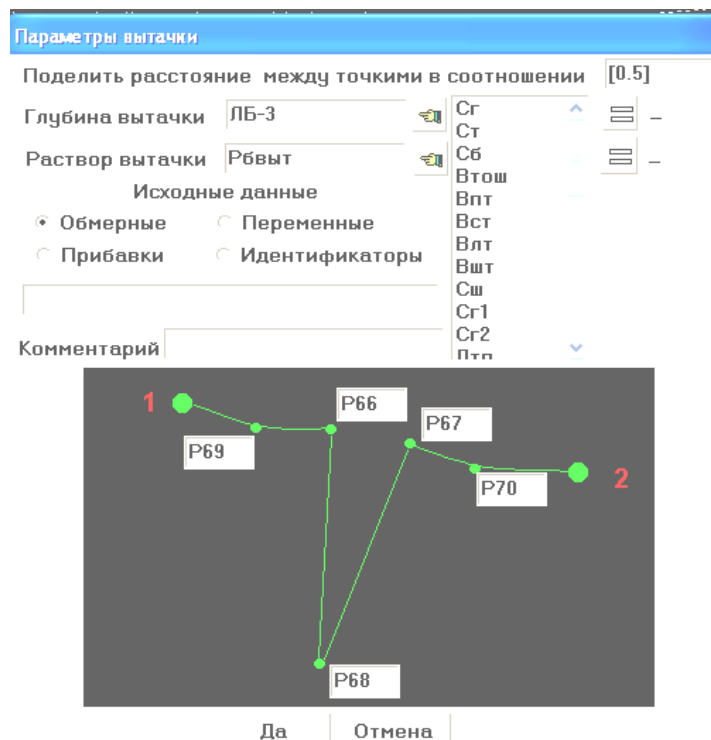 Параметры вытачки
Поделить расстояние между точкими в соотношении [0.5]
Глубина вытачки ЛБ-3
Раствор вытачки Рбвыт
Исходные данные
Обмерные Переменные
Прибавки Идентификаторы
Комментарий
Сг
Ст
Сб
Втош
Впт
Вст
Влт
Вшт
Сш
Сг1
Сг2
1
P66
P67
P69
P70
2
P68
Да Отмена